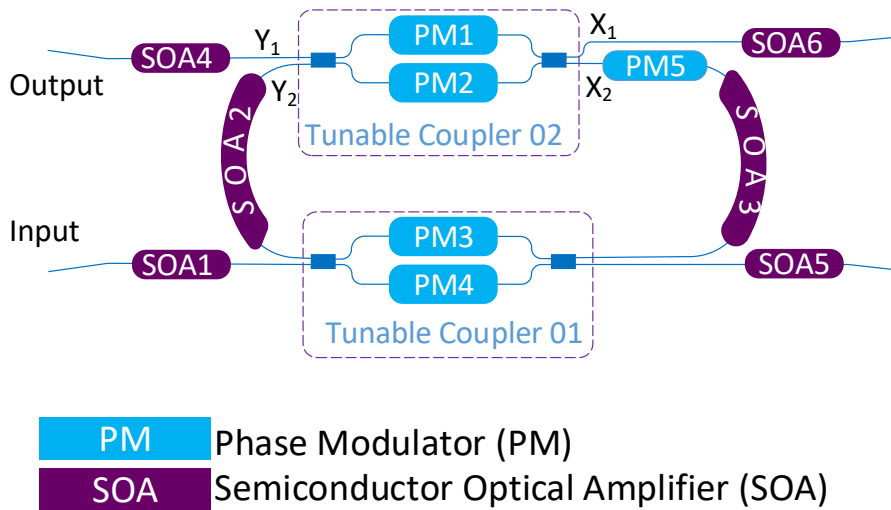 SOA4
Y1
PM1
X1
SOA6
Output
Y2
PM2
X2
PM5
SOA2
Tunable Coupler 02
SOA3
Input
SOA1
PM3
PM4
SOA5
Tunable Coupler 01
PM Phase Modulator (PM)
SOA Semiconductor Optical Amplifier (SOA)